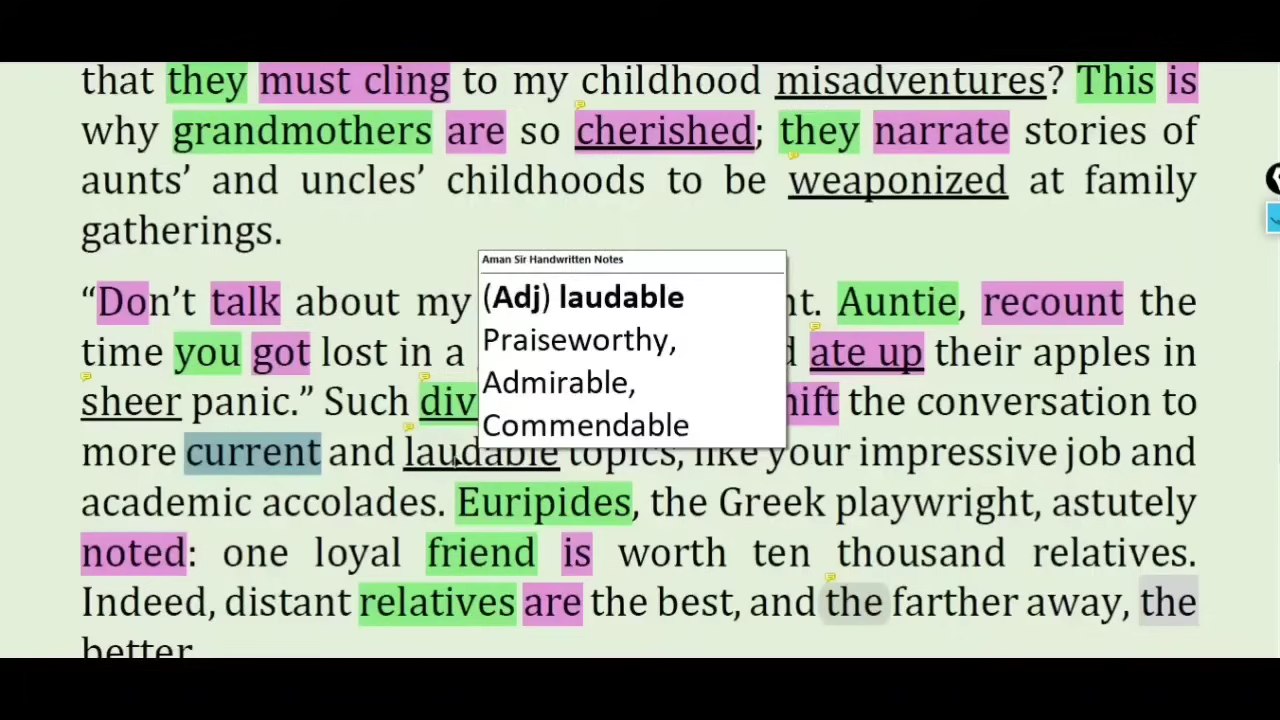 that they must cling to my childhood misadventures? This is
why grandmothers are so cherished; they narrate stories of
aunts’ and uncles’ childhoods to be weaponized at family
gatherings.
“Don’t talk about my
Auntie, recount the
time you got lost in a
ate up their apples in
sheer panic.” Such
the conversation to
more current and laudable topics, like your impressive job and
academic accolades. Euripides, the Greek playwright, astutely
noted: one loyal friend is worth ten thousand relatives.
Indeed, distant relatives are the best, and the farther away, the
better
Aman Sir Handwritten Notes
(Adj) laudable
Praiseworthy,
Admirable,
Commendable